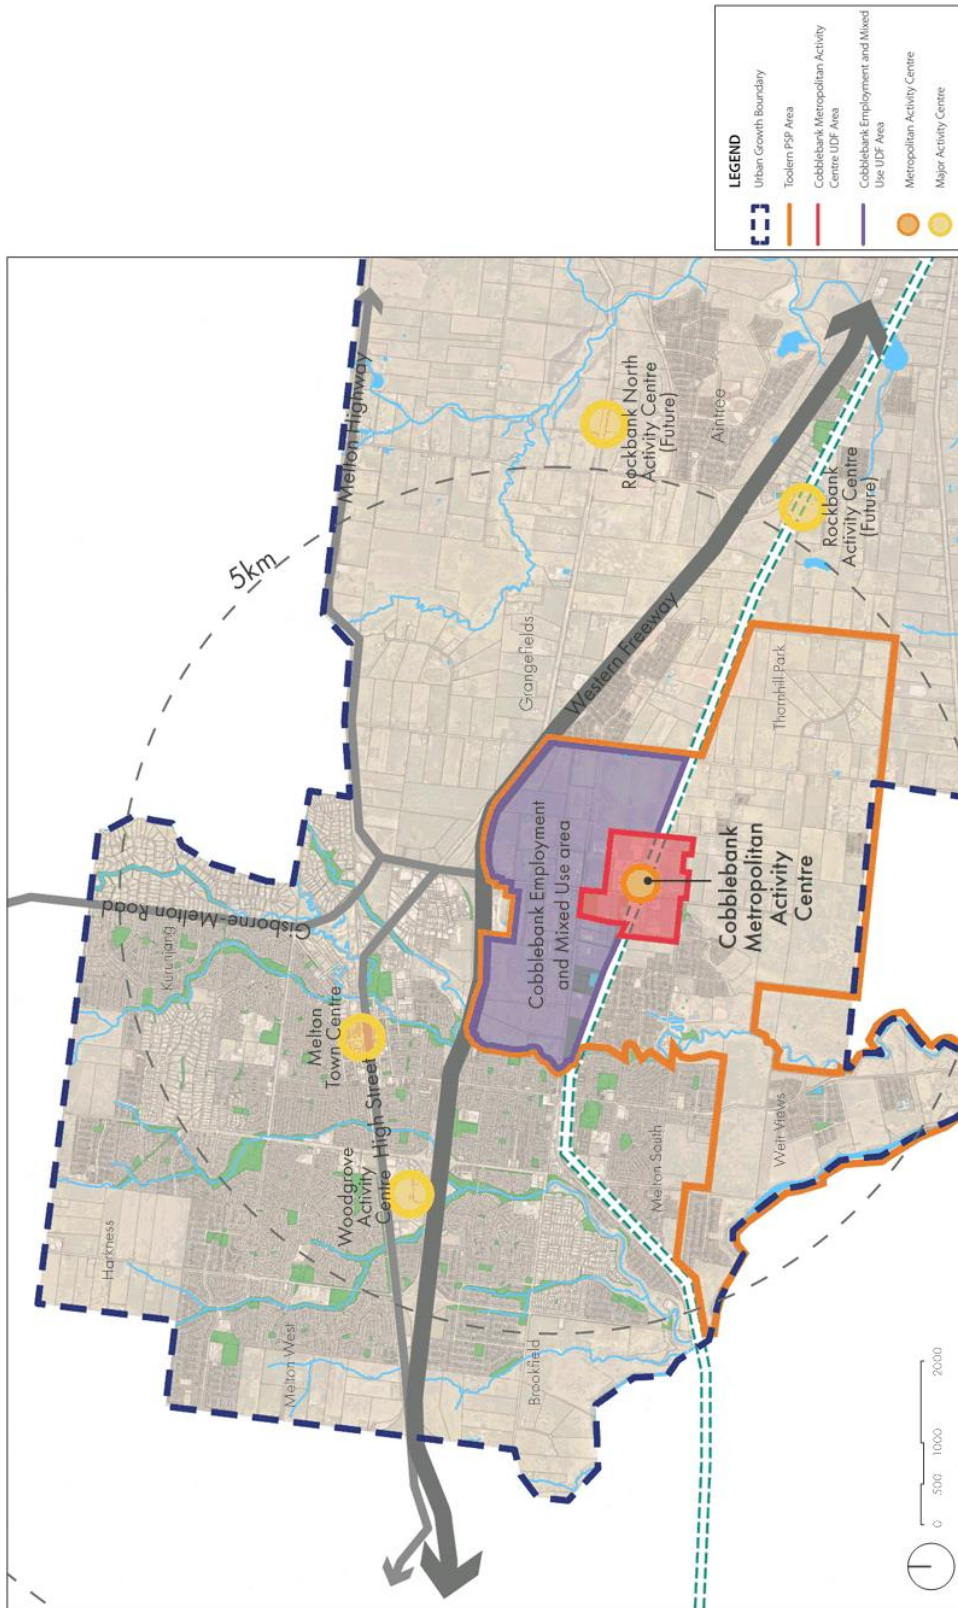 Harkness
Kurunjang
Gisborne-Melton Road
Melton Highway
5km
Melton West
Woodgrove
Activity
Centre
High Street
Melton
Town Centre
Rockbank North
Activity Centre
(Future)
Grangefields
Aintree
Western Freeway
Brookfield
Cobblebank Employment
and Mixed Use area
Melton South
Cobblebank
Metropolitan
Activity
Centre
Rockbank
Activity Centre
(Future)
Thornhill Park
Weir Views
0 500 1000 2000
LEGEND
Urban Growth Boundary
Toolern PSP Area
Cobblebank Metropolitan Activity
Centre UDF Area
Cobblebank Employment and Mixed
Use UDF Area
Metropolitan Activity Centre
Major Activity Centre